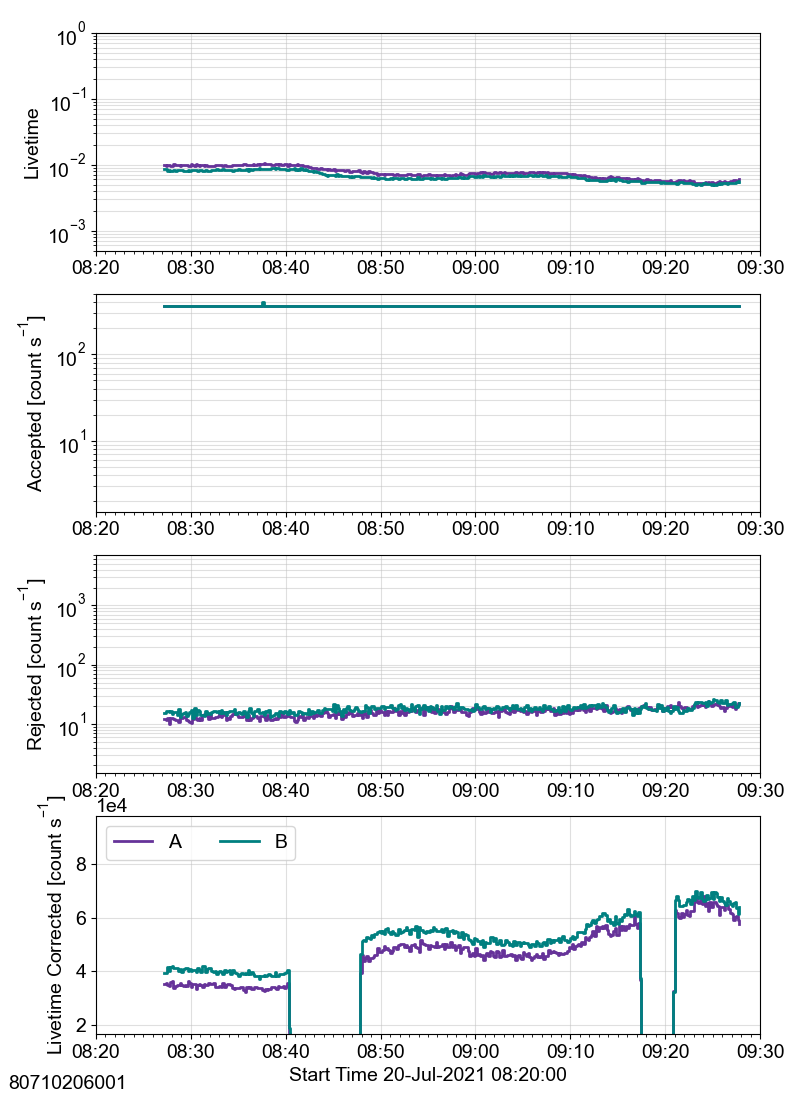 10^0
10^−1
10^−2
10^−3
Livetime
08:20 08:30 08:40 08:50 09:00 09:10 09:20 09:30
10^2
10^1
Accepted [count s^−1]
08:20 08:30 08:40 08:50 09:00 09:10 09:20 09:30
10^3
10^2
10^1
Rejected [count s^−1]
08:20 08:30 08:40 08:50 09:00 09:10 09:20 09:30
1e4
A B
8
6
4
2
Livetime Corrected [count s^−1]
08:20 08:30 08:40 08:50 09:00 09:10 09:20 09:30
Start Time 20-Jul-2021 08:20:00
80710206001